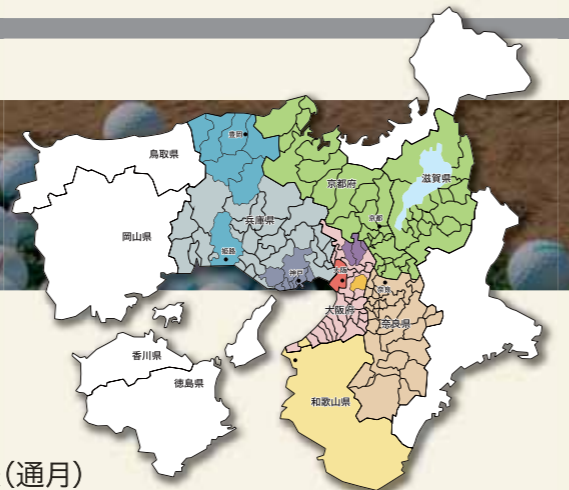 豊岡
鳥取県
滋賀県
京都府
京都
兵庫県
岡山県
姫路
神戸
大阪
奈良
大阪府
奈良県
香川県
徳島県
和歌山県
(通月)